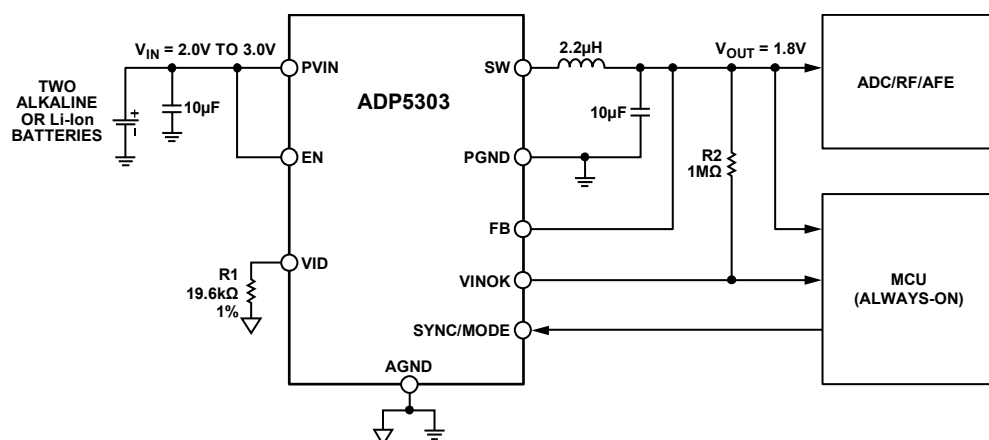 VIN = 2.0V TO 3.0V
TWO
ALKALINE
OR Li-Ion
BATTERIES
+
–
10µF
PVIN
EN
VID
R1
19.6kΩ
1%
ADP5303
AGND
SW
PGND
FB
VINOK
SYNC/MODE
2.2µH
10µF
VOUT = 1.8V
R2
1MΩ
ADC/RF/AFE
MCU
(ALWAYS-ON)